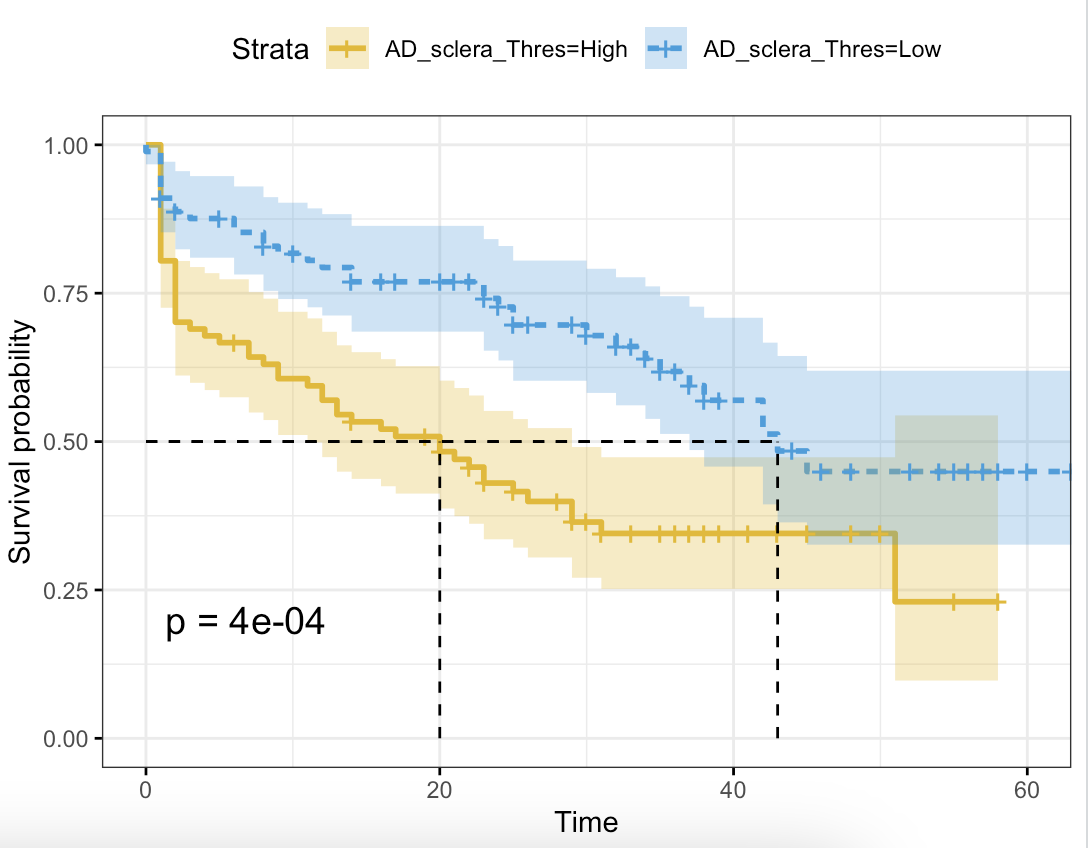 Strata AD_sclera_Thres=High AD_sclera_Thres=Low
1.00
0.75
0.50
0.25
0.00
Survival probability
p = 4e-04
0 20 40 60
Time